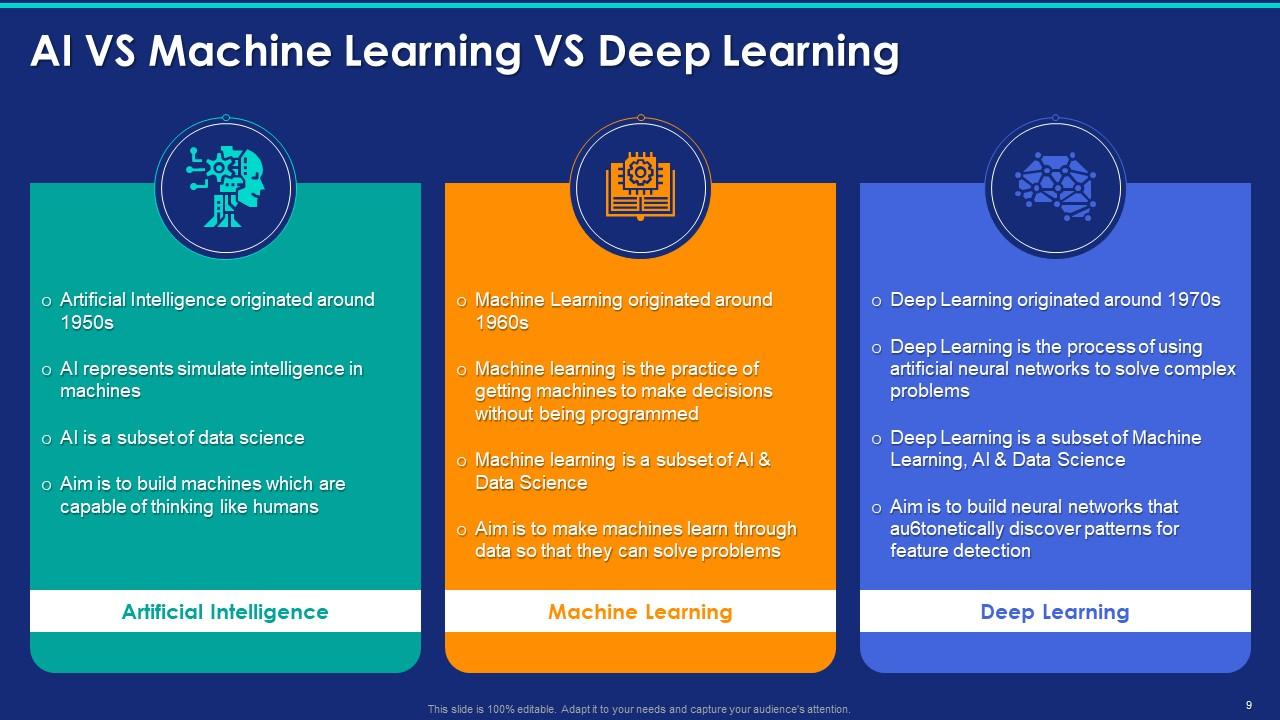 AI VS Machine Learning VS Deep Learning
o Artificial Intelligence originated around
1950s
o AI represents simulate intelligence in
machines
o AI is a subset of data science
o Aim is to build machines which are
capable of thinking like humans
Artificial Intelligence
o Machine Learning originated around
1960s
o Machine learning is the practice of
getting machines to make decisions
without being programmed
o Machine learning is a subset of AI &
Data Science
o Aim is to make machines learn through
data so that they can solve problems
Machine Learning
o Deep Learning originated around 1970s
o Deep Learning is the process of using
artificial neural networks to solve complex
problems
o Deep Learning is a subset of Machine
Learning, AI & Data Science
o Aim is to build neural networks that
au6tonetically discover patterns for
feature detection
Deep Learning
This slide is 100% editable. Adapt it to your needs and capture your audience's attention.
9